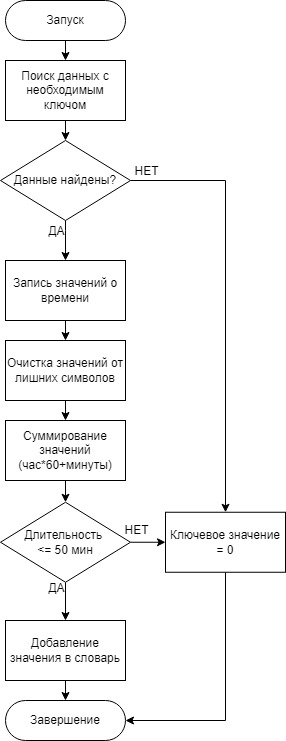 Запуск
Поиск данных с
необходимым
ключом
Данные найдены?
НЕТ
ДА
Запись значений о
времени
Очистка значений от
лишних символов
Суммирование
значений
(час*60+минуты)
Длительность
<= 50 мин
НЕТ
Ключевое значение
= 0
ДА
Добавление
значения в словарь
Завершение